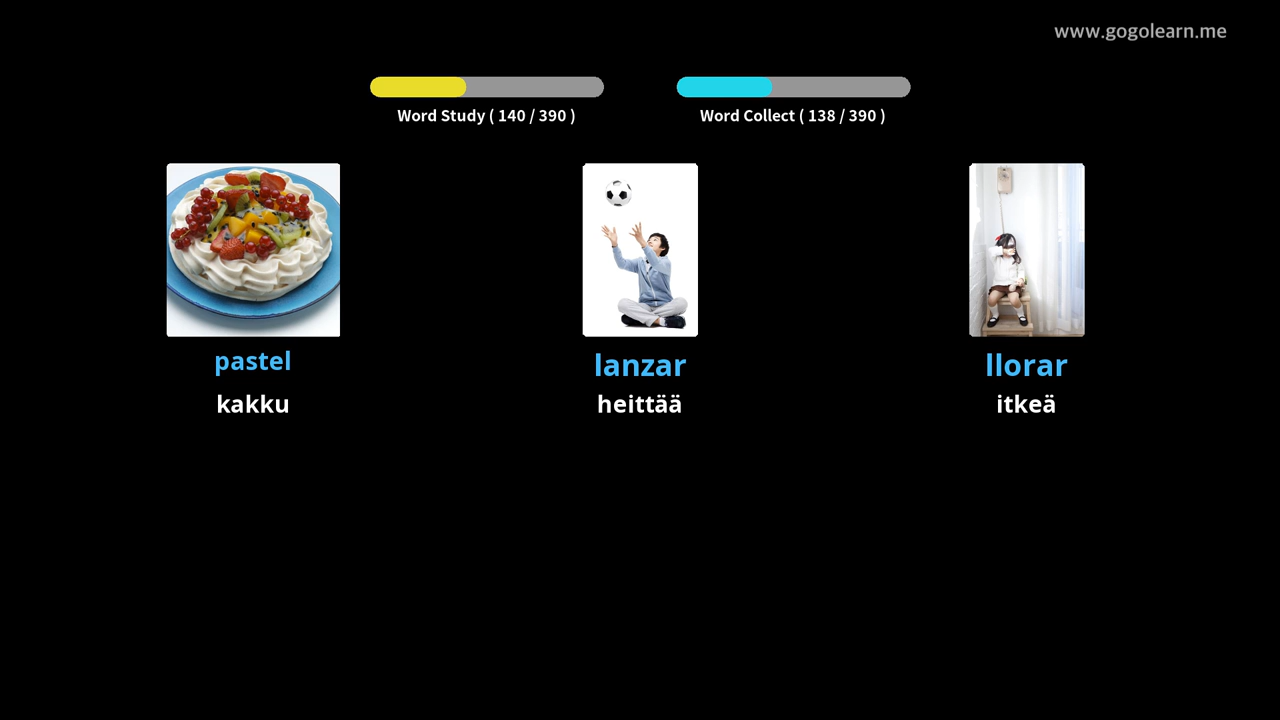 www.gogolearn.me
Word Study ( 140 / 390 )
Word Collect ( 138 / 390 )
pastel
lanzar
llorar
kakku
heittää
itkeä